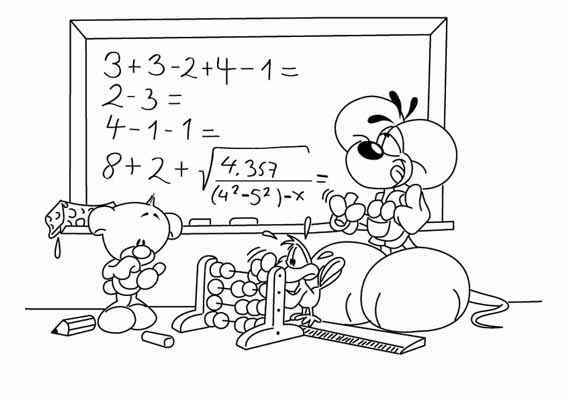 3+3-2+4-1=
2-3=
4-1-1=
8+2+√(4.357/((4²-5²)-x))=